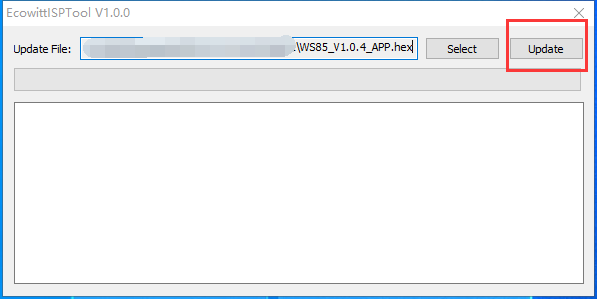 EcowittISPTool V1.0.0
Update File: \WS85_V1.0.4_APP.hex Select Update